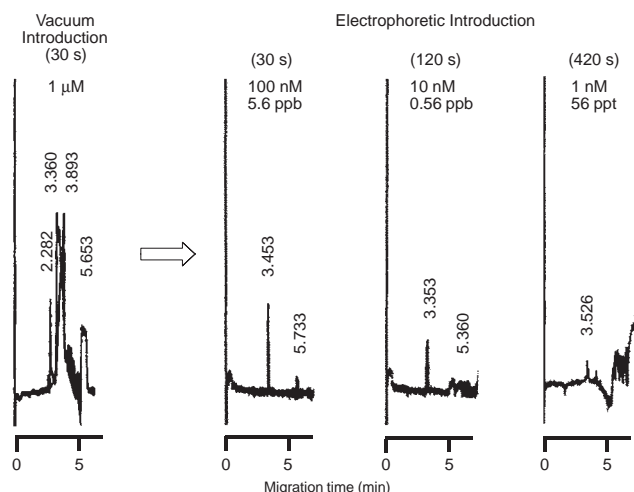 Vacuum
Introduction
(30 s)
1 μM
2.282
3.360
3.893
5.653
0
5
Electrophoretic Introduction
(30 s)
100 nM
5.6 ppb
3.453
5.733
0
5
(120 s)
10 nM
0.56 ppb
3.353
5.360
0
5
(420 s)
1 nM
56 ppt
3.526
0
5
Migration time (min)